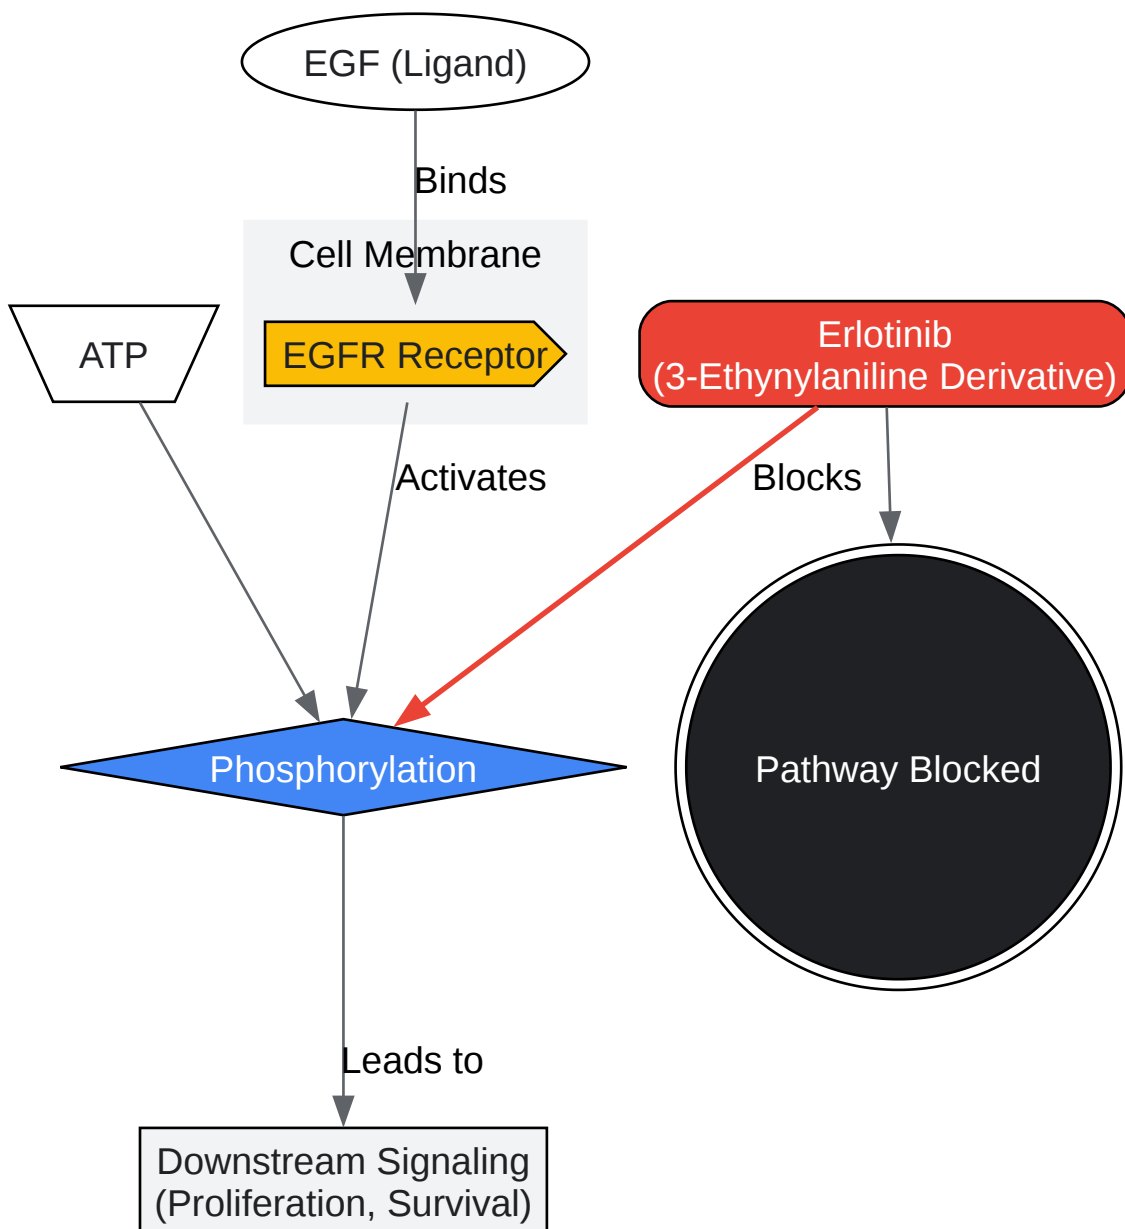 EGF (Ligand)
Binds
Cell Membrane
ATP
EGFR Receptor
Erlotinib
(3-Ethynylaniline Derivative)
Activates
Blocks
Phosphorylation
Pathway Blocked
Leads to
Downstream Signaling
(Proliferation, Survival)